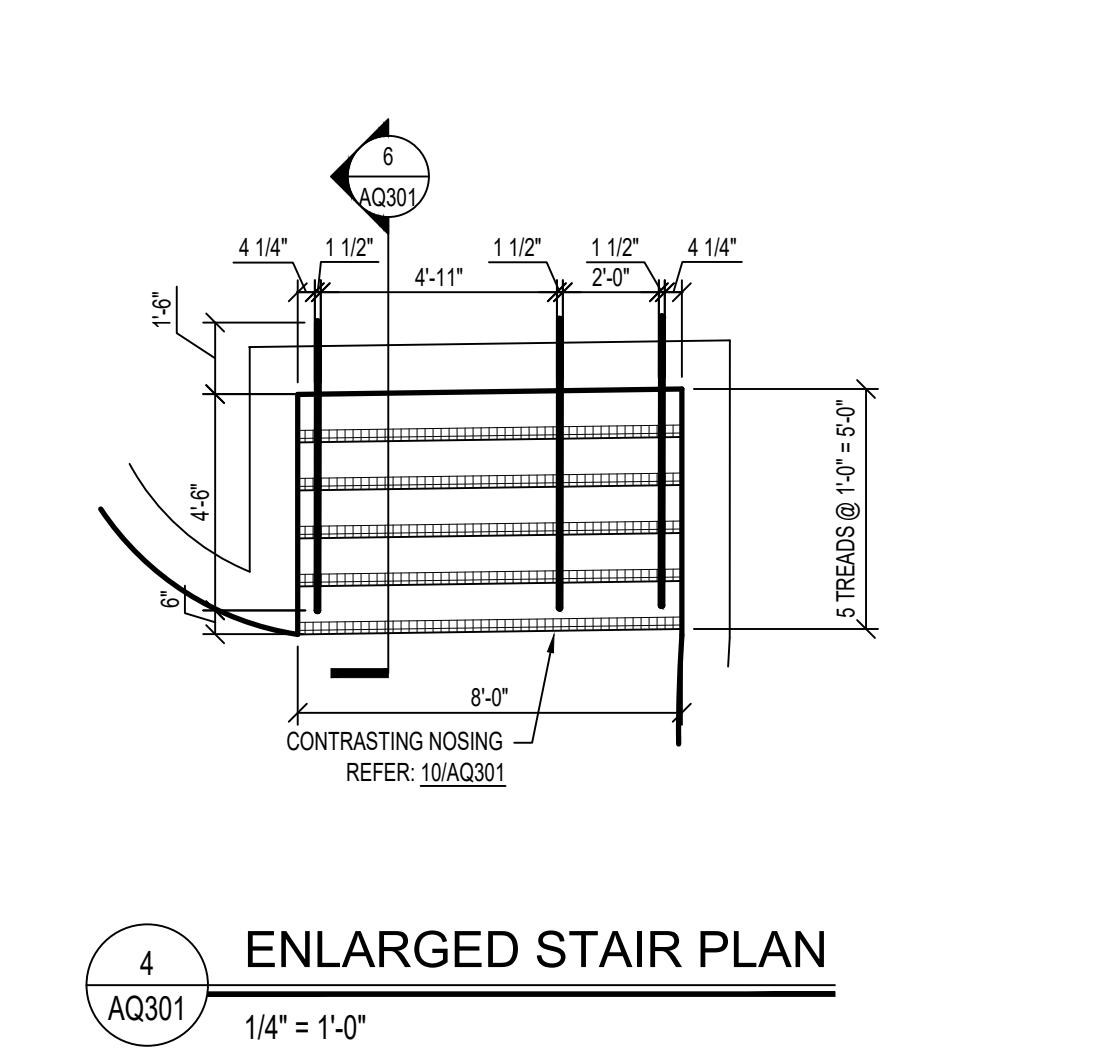 6
AQ301
4 1/4"
1 1/2"
1 1/2"
1 1/2"
4 1/4"
4'-11"
2'-0"
1'-6"
4'-6"
6"
5 TREADS @ 1'-0" = 5'-0"
8'-0"
CONTRASTING NOSING
REFER: 10/AQ301
4
AQ301
ENLARGED STAIR PLAN
1/4" = 1'-0"